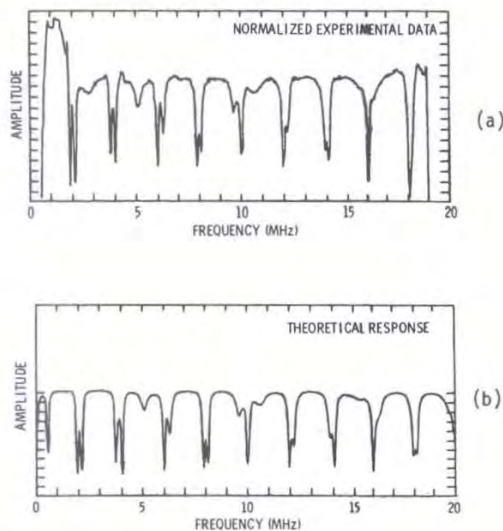 NORMALIZED EXPERIMENTAL DATA
AMPLITUDE
(a)
0 5 10 15 20
FREQUENCY (MHz)
THEORETICAL RESPONSE
AMPLITUDE
(b)
0 5 10 15 20
FREQUENCY (MHz)